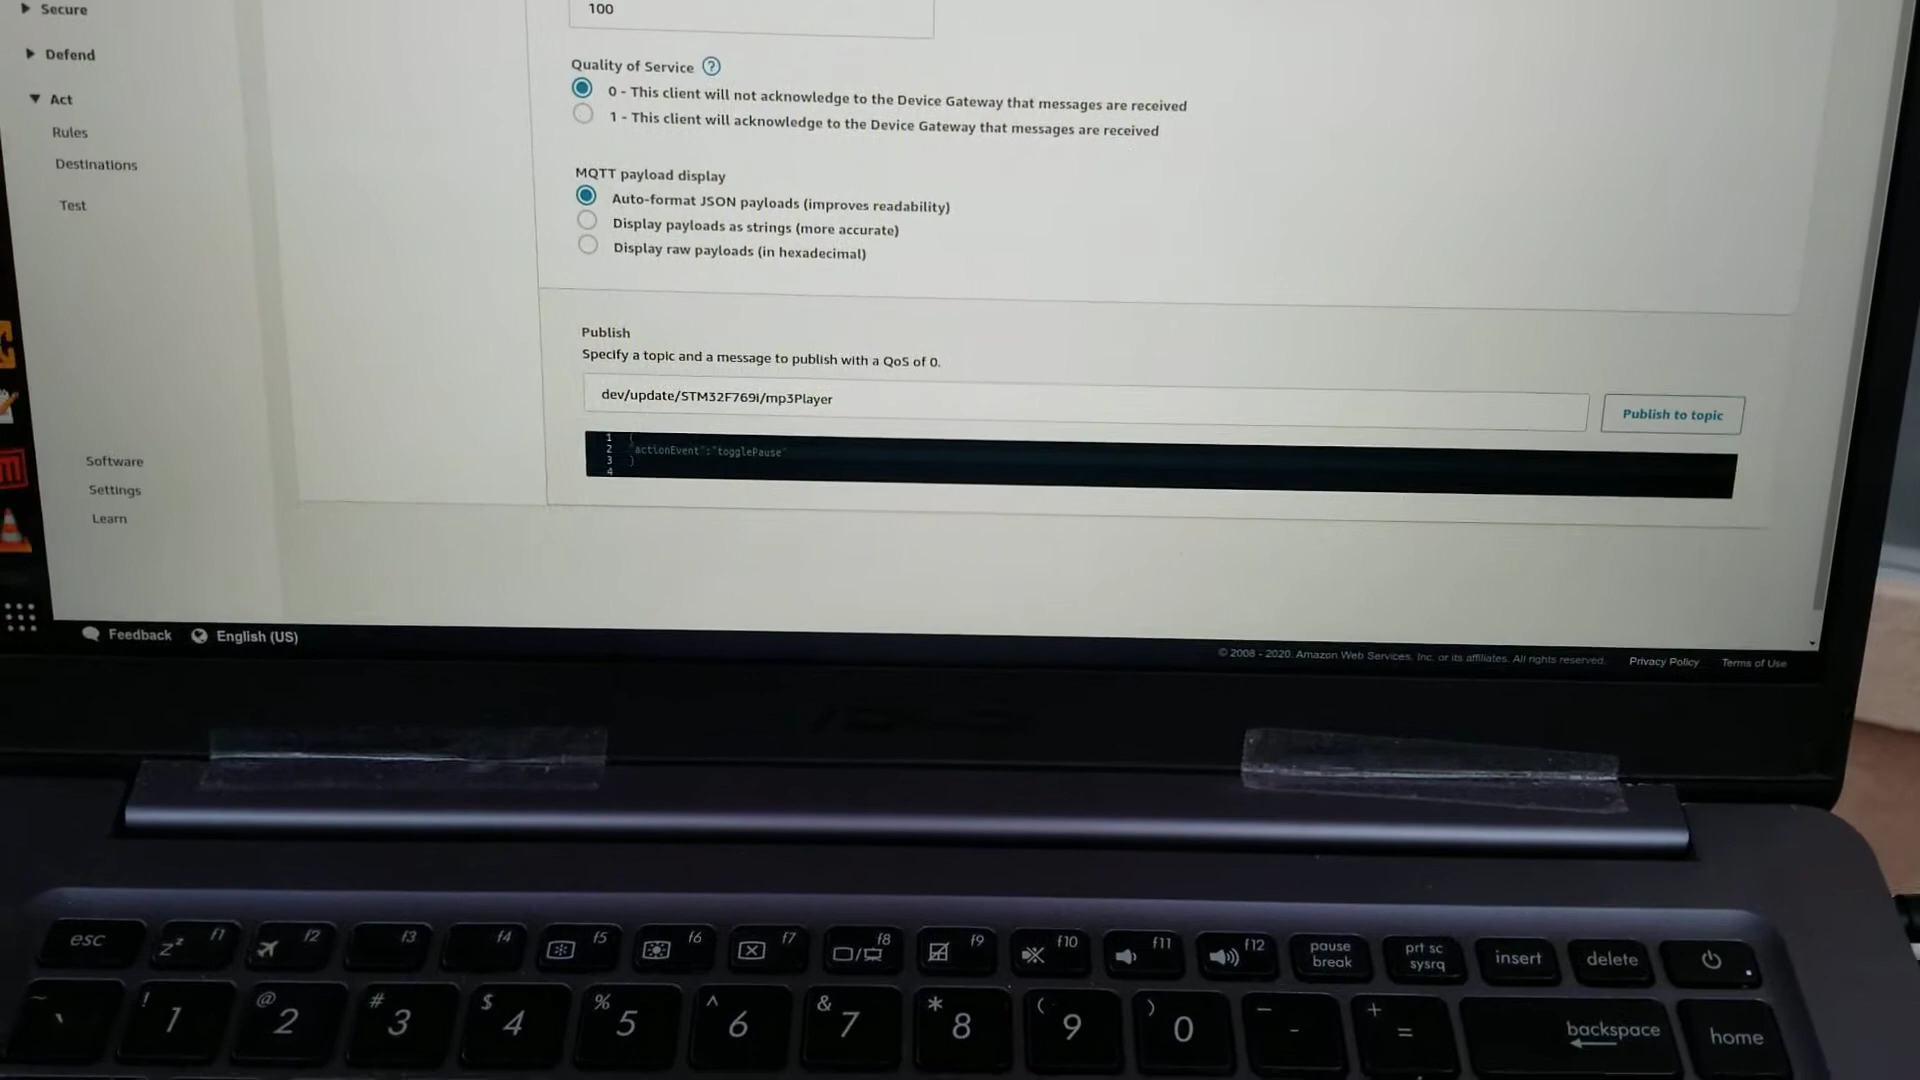 Secure
100
Defend
Quality of Service ?
0 - This client will not acknowledge to the Device Gateway that messages are received
1 - This client will acknowledge to the Device Gateway that messages are received
Act
Rules
Destinations
Test
MQTT payload display
Auto-format JSON payloads (improves readability)
Display payloads as strings (more accurate)
Display raw payloads (in hexadecimal)
Publish
Specify a topic and a message to publish with a QoS of 0.
dev/update/STM32F769I/mp3Player
Publish to topic
1 {
2 "actionEvent":"togglePause"
3 }
4
Software
Settings
Learn
Feedback English (US)
© 2008 - 2020, Amazon Web Services, Inc. or its affiliates. All rights reserved. Privacy Policy Terms of Use
esc f1 f2 f3 f4 f5 f6 f7 f8 f9 f10 f11 f12 pause break prt sc sysrq insert delete
~ ` ! 1 @ 2 # 3 $ 4 % 5 ^ 6 & 7 * 8 ( 9 ) 0 _ - + = backspace home